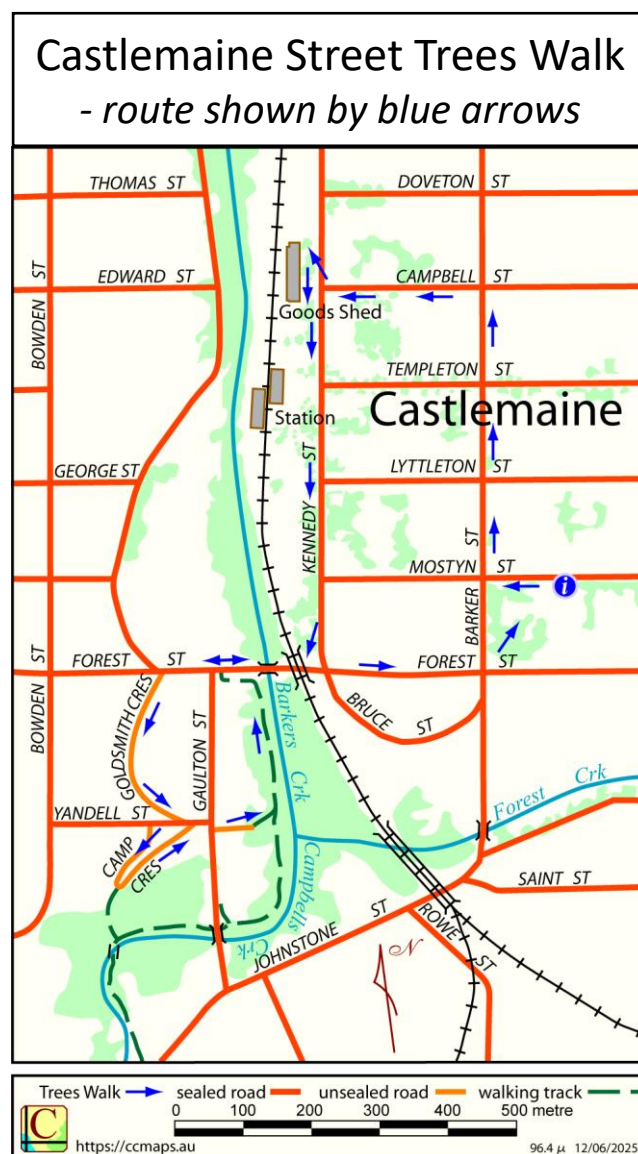 Castlemaine Street Trees Walk
- route shown by blue arrows
THOMAS ST
DOVETON ST
BOWDEN ST
EDWARD ST
CAMPBELL ST
Goods Shed
TEMPLETON ST
Castlemaine
Station
GEORGE ST
KENNEDY ST
LYTTLETON ST
BARKER ST
MOSTYN ST
i
BOWDEN ST
FOREST ST
FOREST ST
GOLDSMITH CRES
GAULTON ST
Barkers Crk
BRUCE ST
Forest Crk
YANDELL ST
CAMP CRES
Campbells Crk
SAINT ST
JOHNSTONE ST
ROWE ST
N
Trees Walk sealed road unsealed road walking track
0 100 200 300 400 500 metre
C
https://ccmaps.au
96.4 µ 12/06/2025